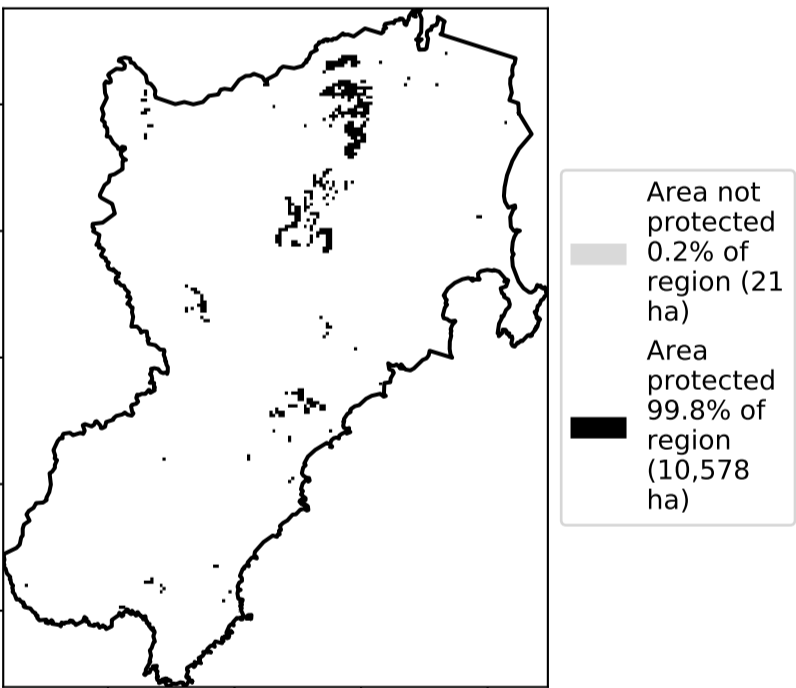 Area not
protected
0.2% of
region (21
ha)
Area
protected
99.8% of
region
(10,578
ha)